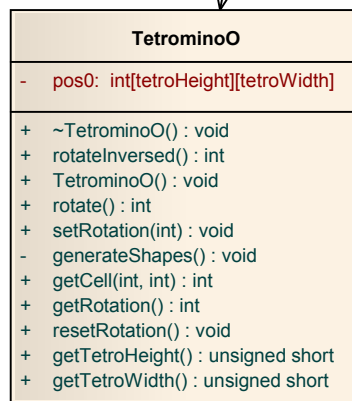 TetrominoO
- pos0: int[tetroHeight][tetroWidth]
+ ~TetrominoO() : void
+ rotateInversed() : int
+ TetrominoO() : void
+ rotate() : int
+ setRotation(int) : void
- generateShapes() : void
+ getCell(int, int) : int
+ getRotation() : int
+ resetRotation() : void
+ getTetroHeight() : unsigned short
+ getTetroWidth() : unsigned short